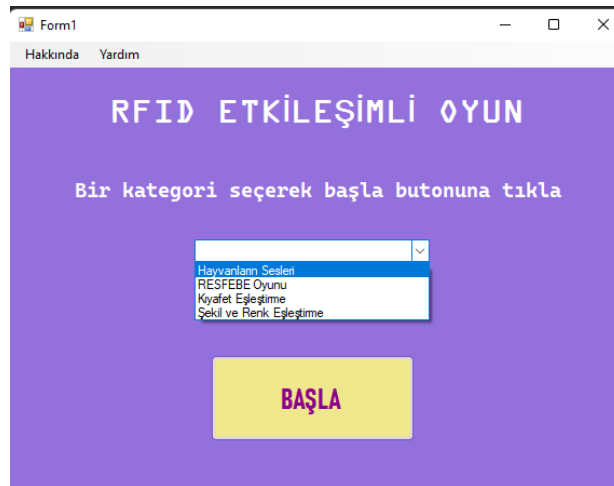 Form1
Hakkında Yardım
RFID ETKİLEŞİMLİ OYUN
Bir kategori seçerek başla butonuna tıkla
Hayvanların Sesleri
RESFEBE Oyunu
Kıyafet Eşleştirme
Şekil ve Renk Eşleştirme
BAŞLA